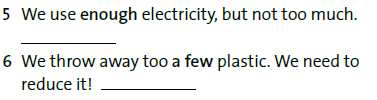 5 We use enough electricity, but not too much.
6 We throw away too a few plastic. We need to
reduce it!